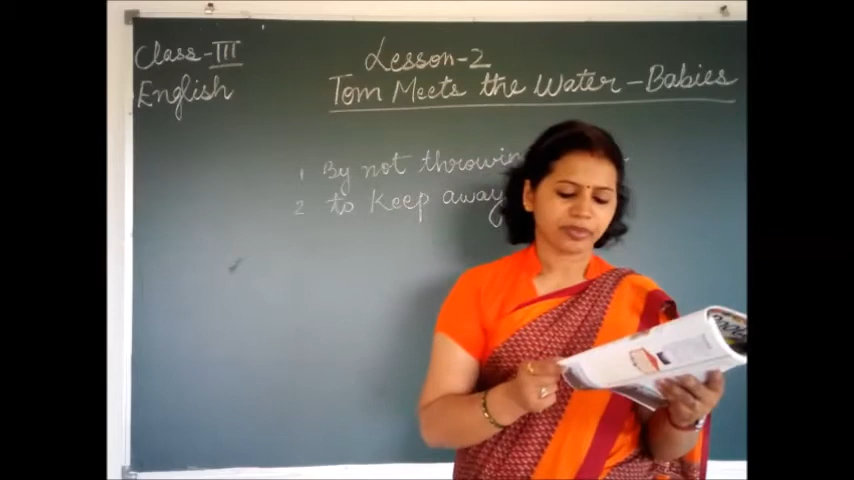 Class-III
English
Lesson-2
Tom Meets the Water-Babies
1 By not throwin
2 to keep away